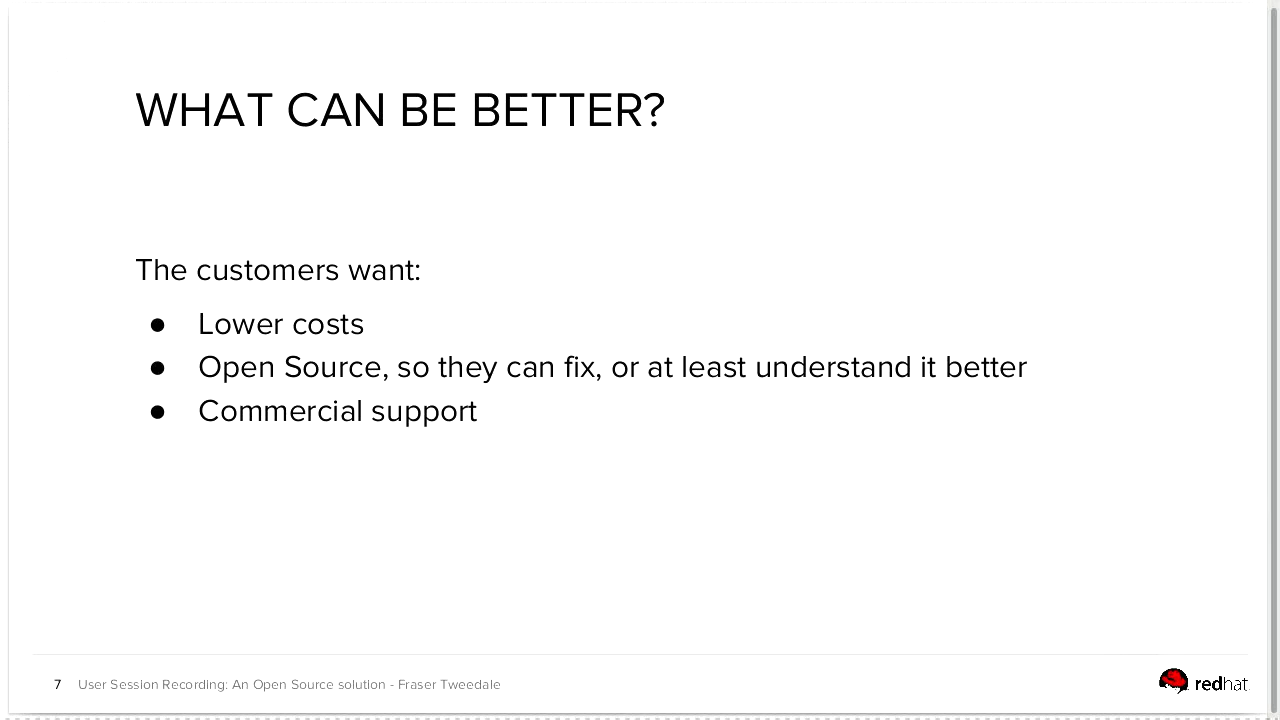 WHAT CAN BE BETTER?
The customers want:
● Lower costs
● Open Source, so they can fix, or at least understand it better
● Commercial support
7 User Session Recording: An Open Source solution - Fraser Tweedale
redhat.